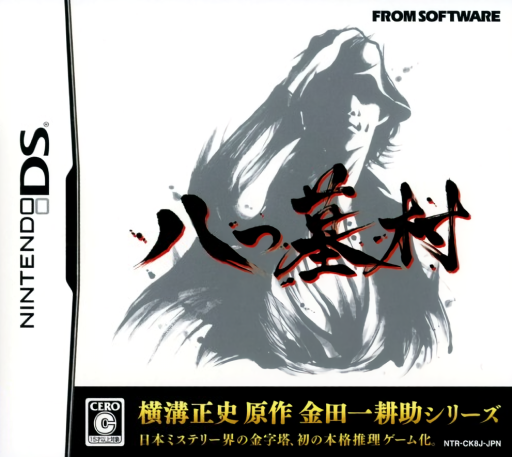 FROM SOFTWARE
NINTENDO DS
八つ墓村
CERO
C
横溝正史 原作 金田一耕助シリーズ
日本ミステリー界の金字塔、初の本格推理ゲーム化。
NTR-CK8J-JPN